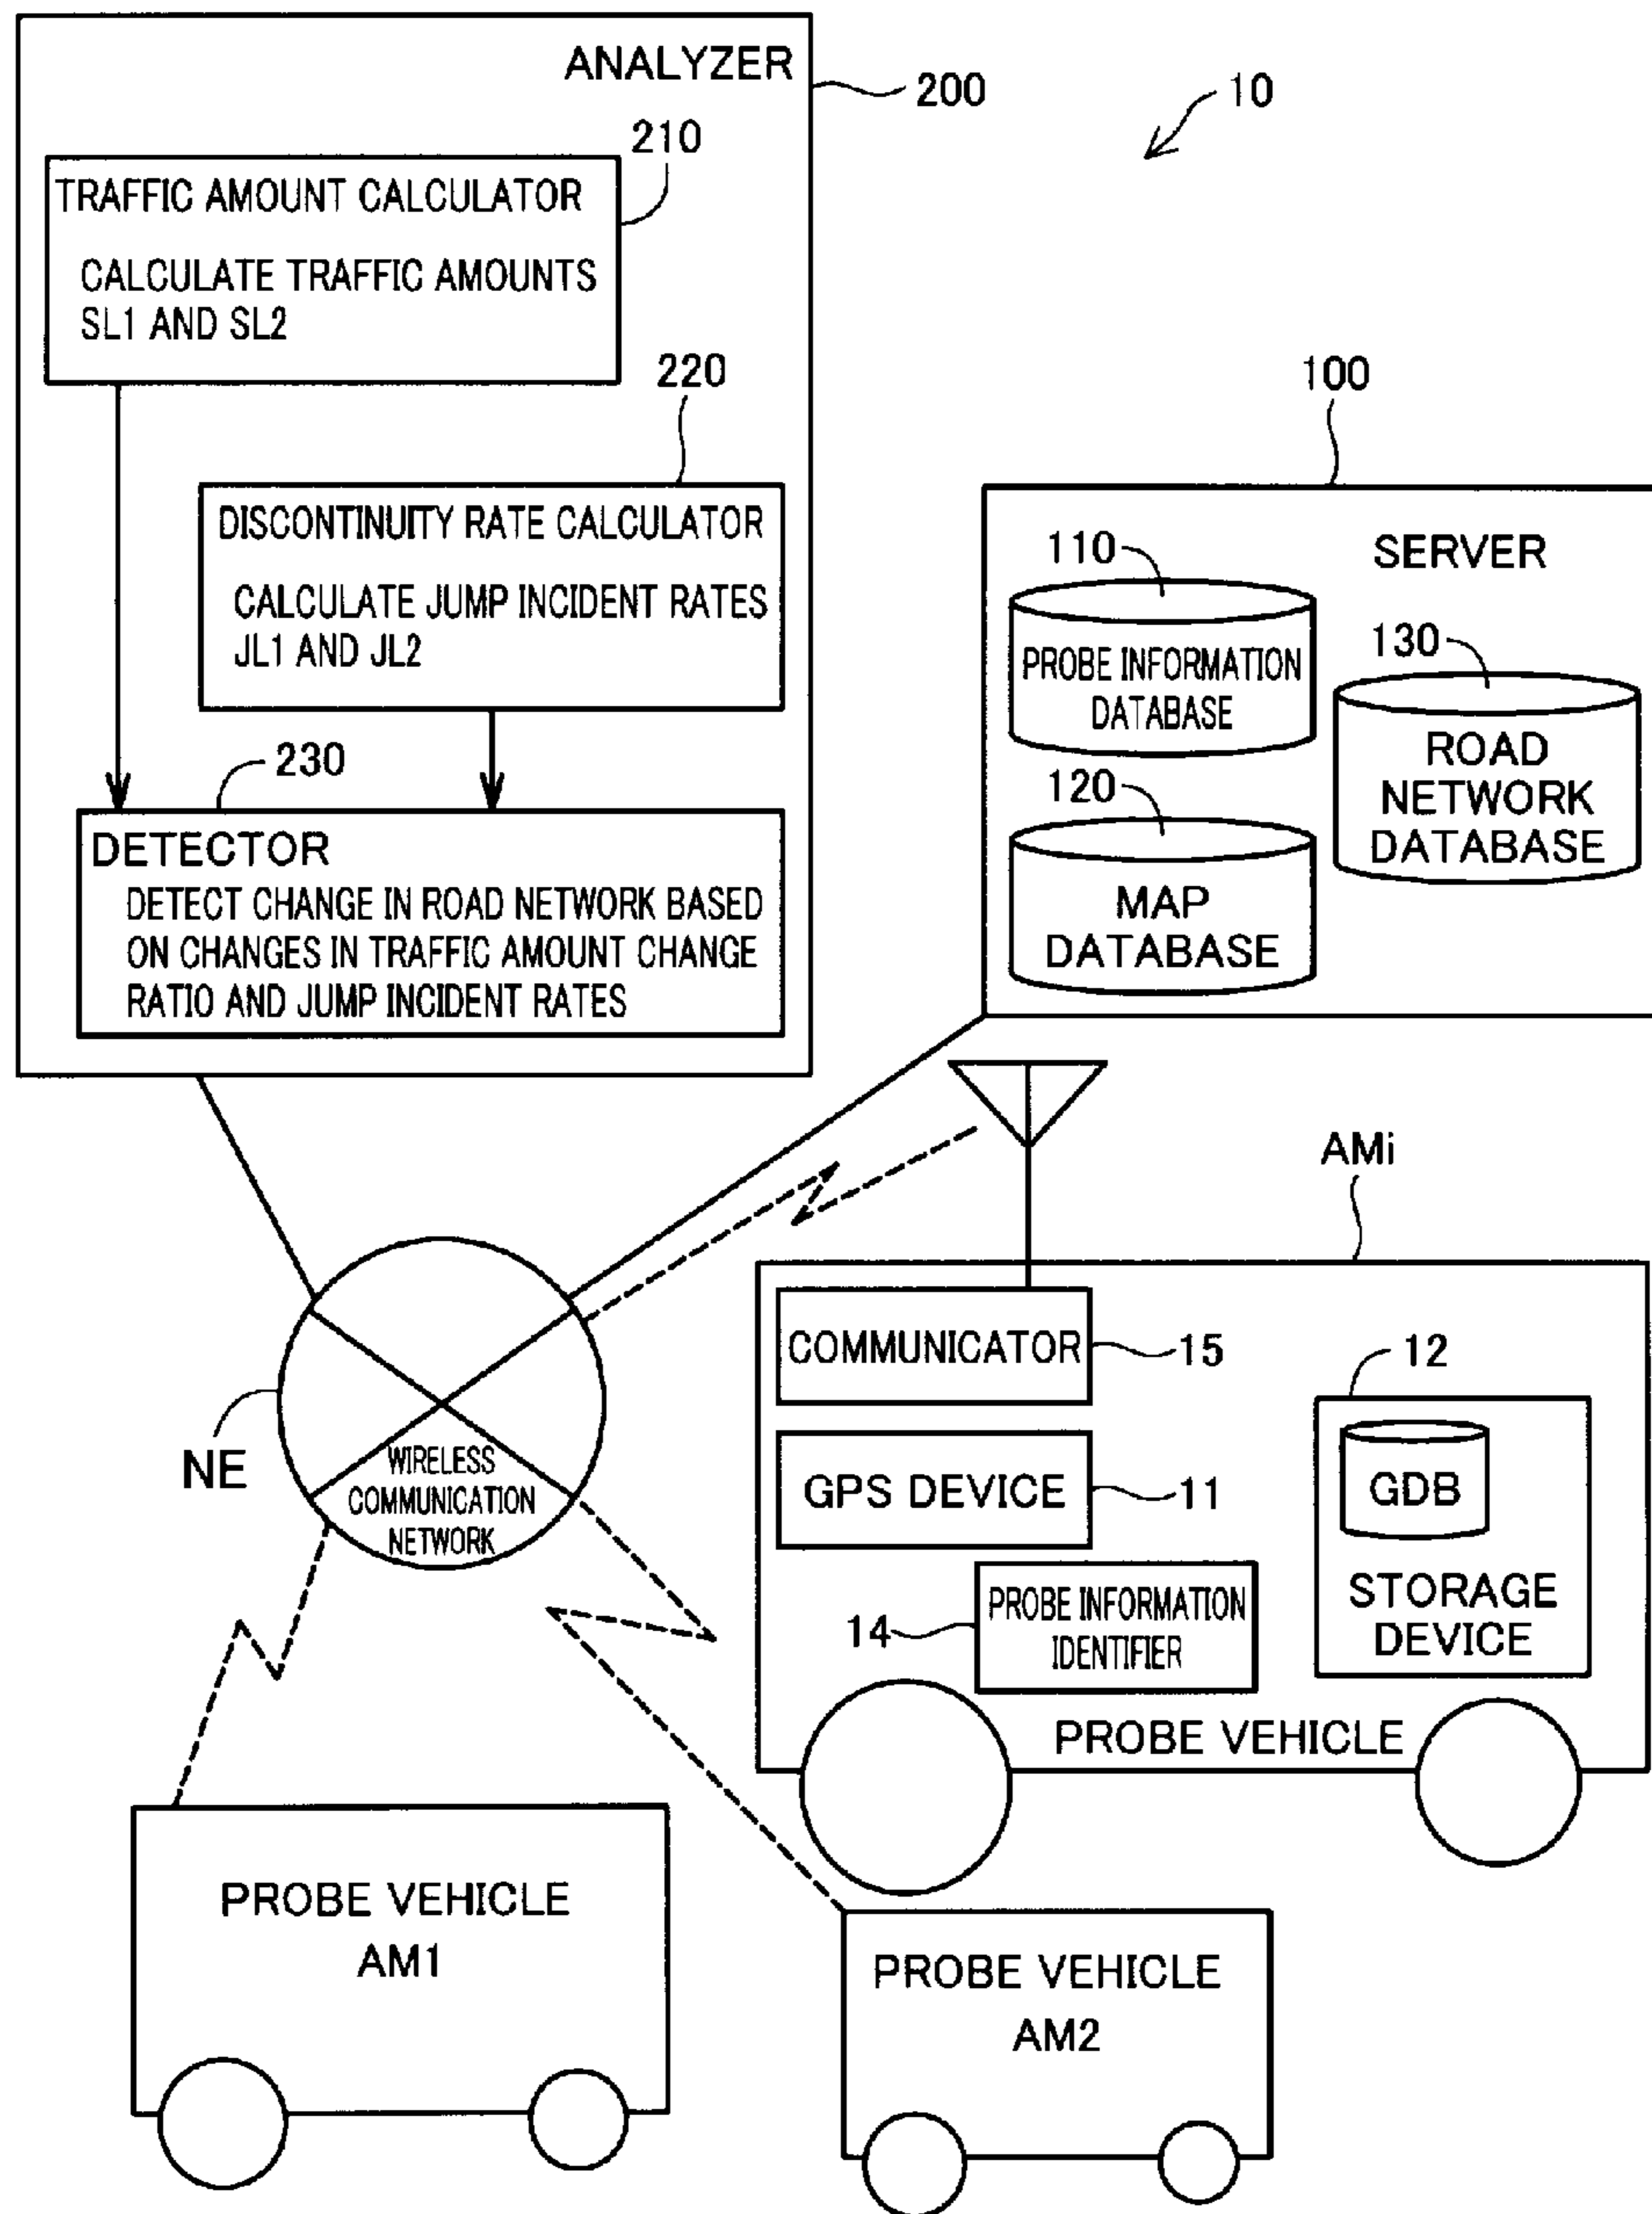 ANALYZER
200
10
210
TRAFFIC AMOUNT CALCULATOR
CALCULATE TRAFFIC AMOUNTS
SL1 AND SL2
220
DISCONTINUITY RATE CALCULATOR
CALCULATE JUMP INCIDENT RATES
JL1 AND JL2
230
DETECTOR
DETECT CHANGE IN ROAD NETWORK BASED
ON CHANGES IN TRAFFIC AMOUNT CHANGE
RATIO AND JUMP INCIDENT RATES
100
SERVER
110
PROBE INFORMATION
DATABASE
130
ROAD
NETWORK
DATABASE
120
MAP
DATABASE
AMi
COMMUNICATOR
15
12
GPS DEVICE
11
GDB
STORAGE
DEVICE
14
PROBE INFORMATION
IDENTIFIER
PROBE VEHICLE
NE
WIRELESS
COMMUNICATION
NETWORK
PROBE VEHICLE
AM1
PROBE VEHICLE
AM2